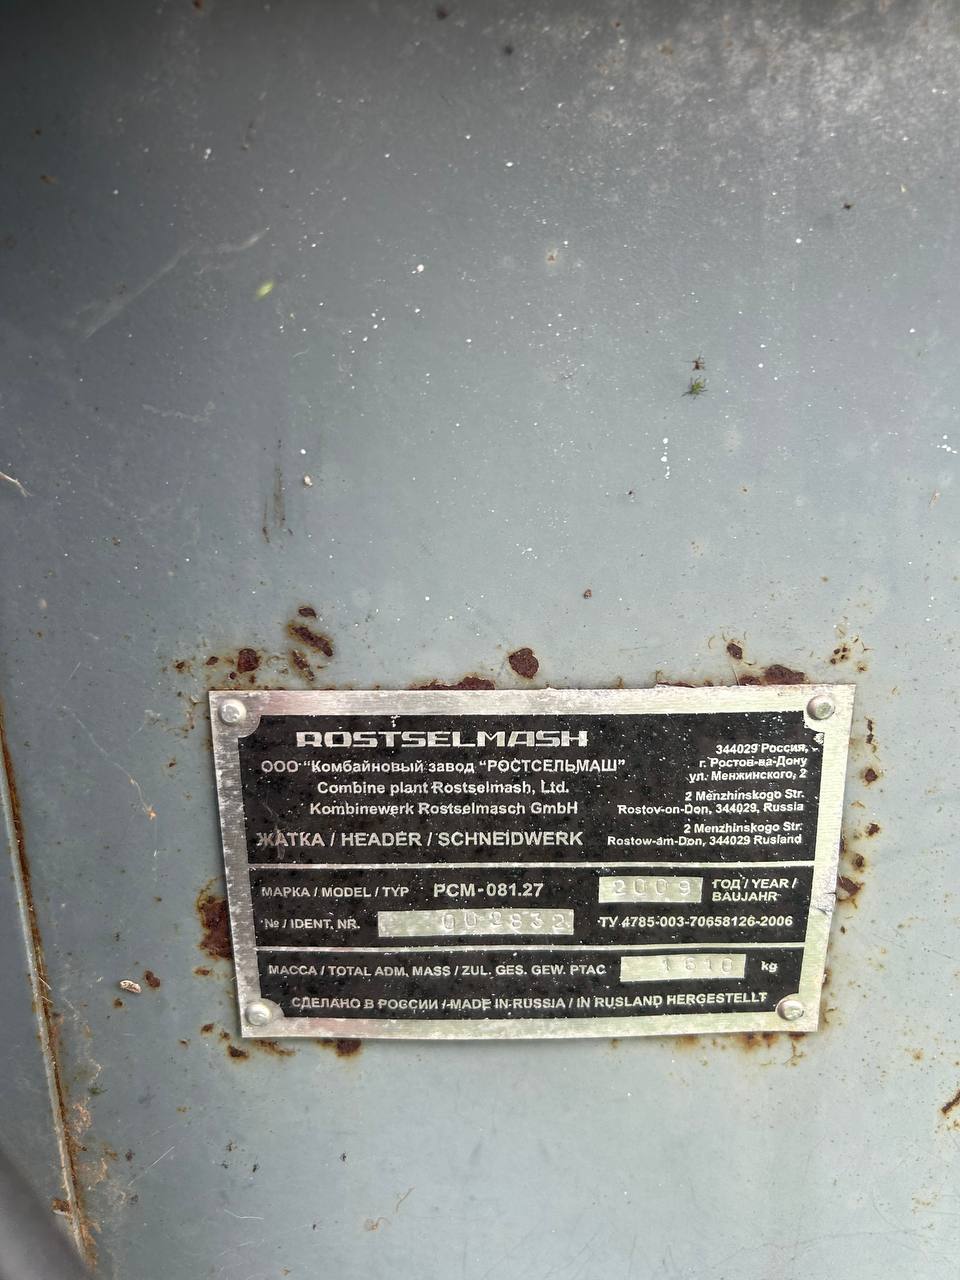 ROSTSELMASH
ООО "Комбайновый завод "РОСТСЕЛЬМАШ"
Combine plant Rostselmash, Ltd.
Kombinewerk Rostselmasch GmbH
ЖАТКА / HEADER / SCHNEIDWERK
344029 Россия,
г. Ростов-на-Дону
ул. Менжинского, 2
2 Menzhinskogo Str.
Rostov-on-Don, 344029, Russia
2 Menzhinskogo Str.
Rostow-am-Don, 344029 Rusland
МАРКА / MODEL / TYP РСМ-081.27 2009 ГОД / YEAR / BAUJAHR
№ / IDENT, NR. 002832 ТУ 4785-003-70658126-2006
МАССА / TOTAL ADM. MASS / ZUL. GES. GEW. PTAC 1610 kg
СДЕЛАНО В РОССИИ / MADE IN RUSSIA / IN RUSLAND HERGESTELLT